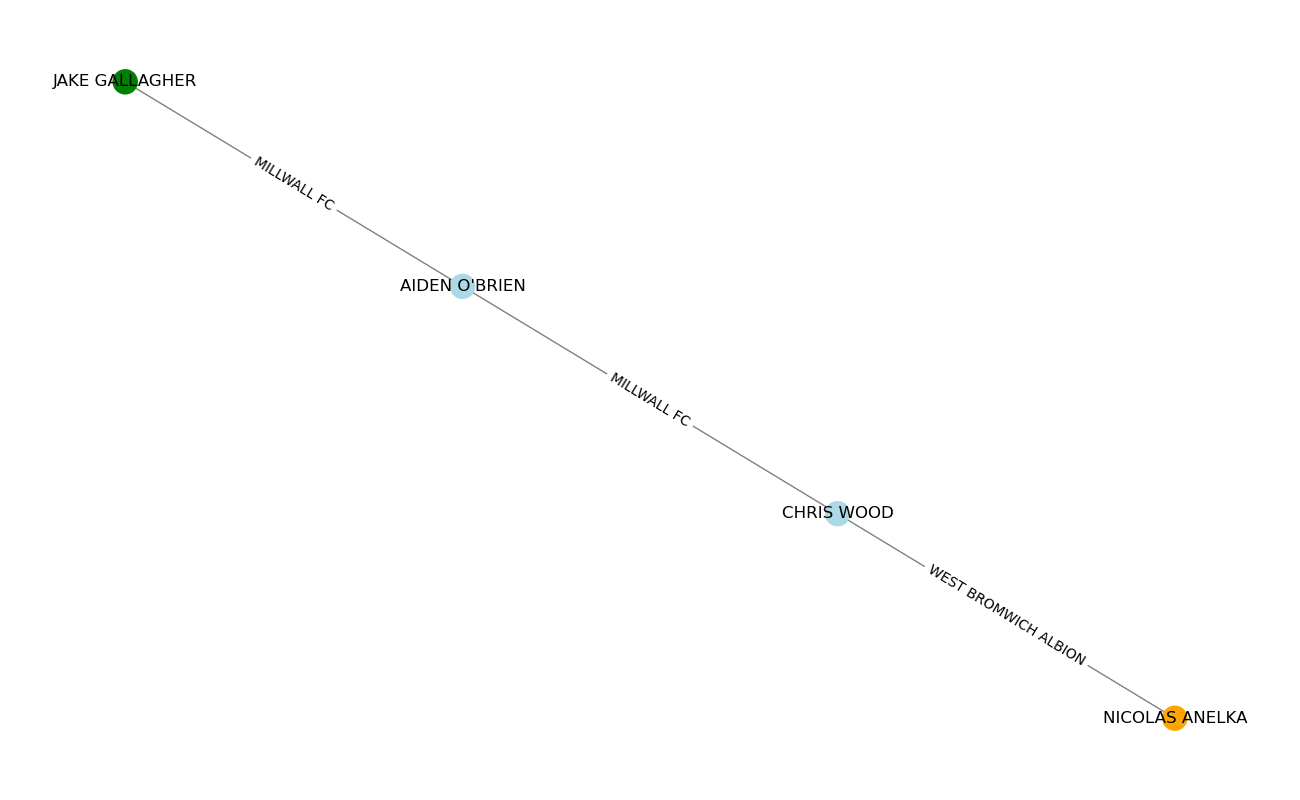 JAKE GALLAGHER
MILLWALL FC
AIDEN O'BRIEN
MILLWALL FC
CHRIS WOOD
WEST BROMWICH ALBION
NICOLAS ANELKA